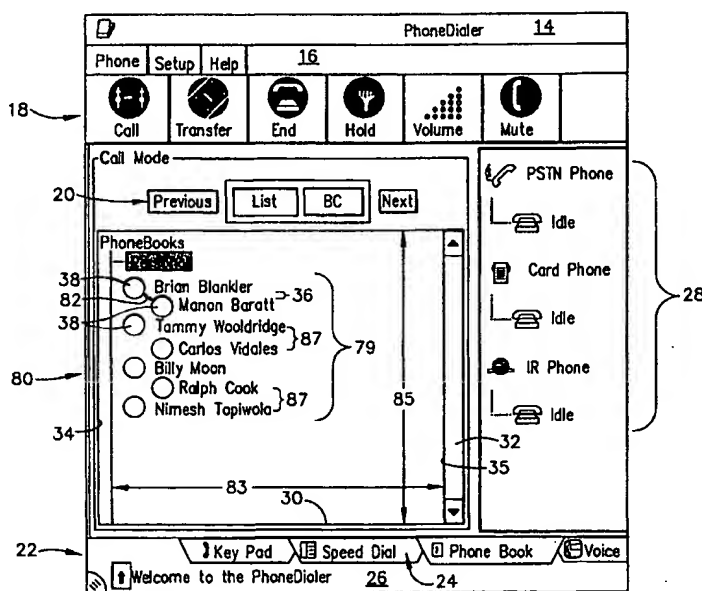 PhoneDialer 14
Phone Setup Help 16
18
Call Transfer End Hold Volume Mute
Call Mode
20
Previous List BC Next
PSTN Phone
Idle
Card Phone
Idle
IR Phone
Idle
28
PhoneBooks
38 Brian Blankler
82 Manon Baratt 36
38 Tammy Wooldridge
Carlos Vidales 87
79
80 Billy Moon
Ralph Cook
Nimesh Topiwola 87
85
34
32
35
83
30
22
Key Pad Speed Dial Phone Book Voice
Welcome to the PhoneDialer 26 24